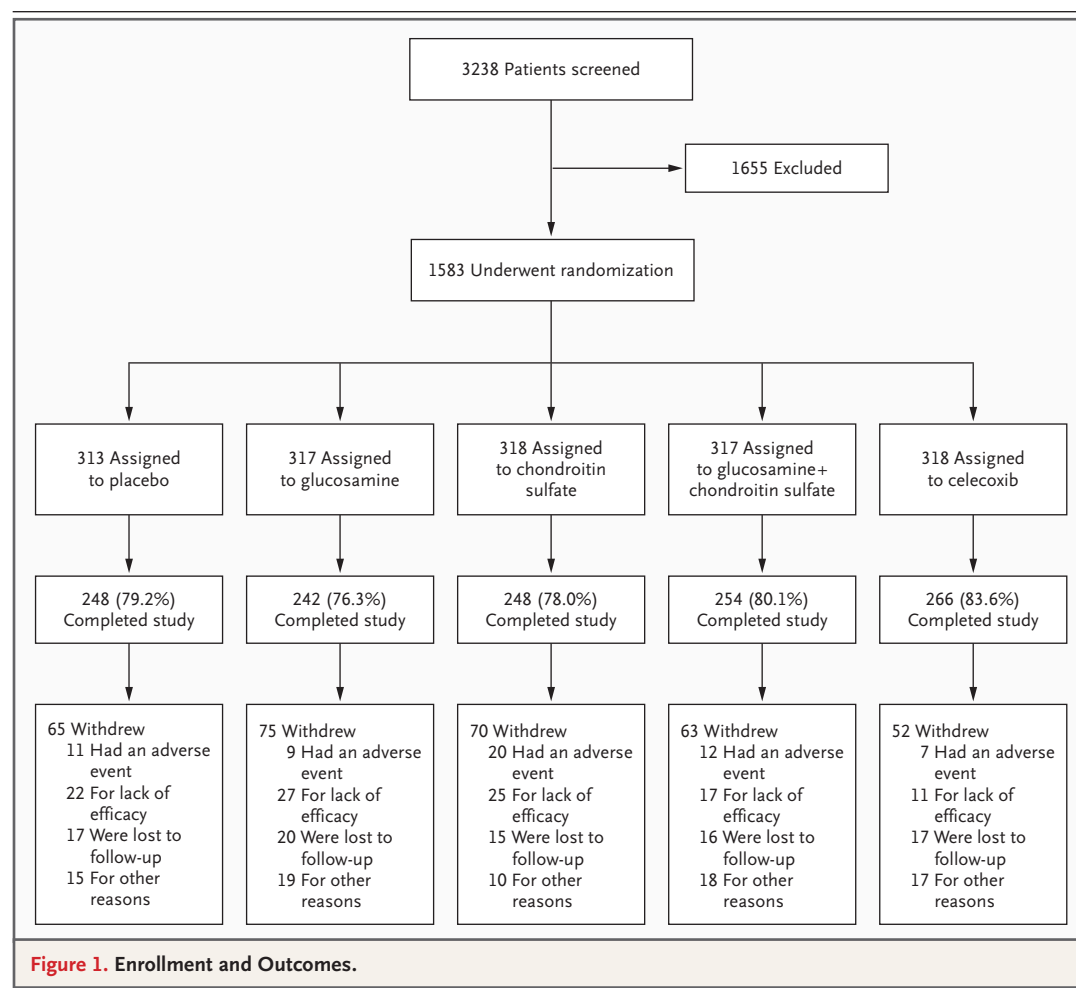 3238 Patients screened
1655 Excluded
1583 Underwent randomization
313 Assigned
to placebo
317 Assigned
to glucosamine
318 Assigned
to chondroitin
sulfate
317 Assigned
to glucosamine+
chondroitin sulfate
318 Assigned
to celecoxib
248 (79.2%)
Completed study
242 (76.3%)
Completed study
248 (78.0%)
Completed study
254 (80.1%)
Completed study
266 (83.6%)
Completed study
65 Withdrew
11 Had an adverse
event
22 For lack of
efficacy
17 Were lost to
follow-up
15 For other
reasons
75 Withdrew
9 Had an adverse
event
27 For lack of
efficacy
20 Were lost to
follow-up
19 For other
reasons
70 Withdrew
20 Had an adverse
event
25 For lack of
efficacy
15 Were lost to
follow-up
10 For other
reasons
63 Withdrew
12 Had an adverse
event
17 For lack of
efficacy
16 Were lost to
follow-up
18 For other
reasons
52 Withdrew
7 Had an adverse
event
11 For lack of
efficacy
17 Were lost to
follow-up
17 For other
reasons
Figure 1. Enrollment and Outcomes.